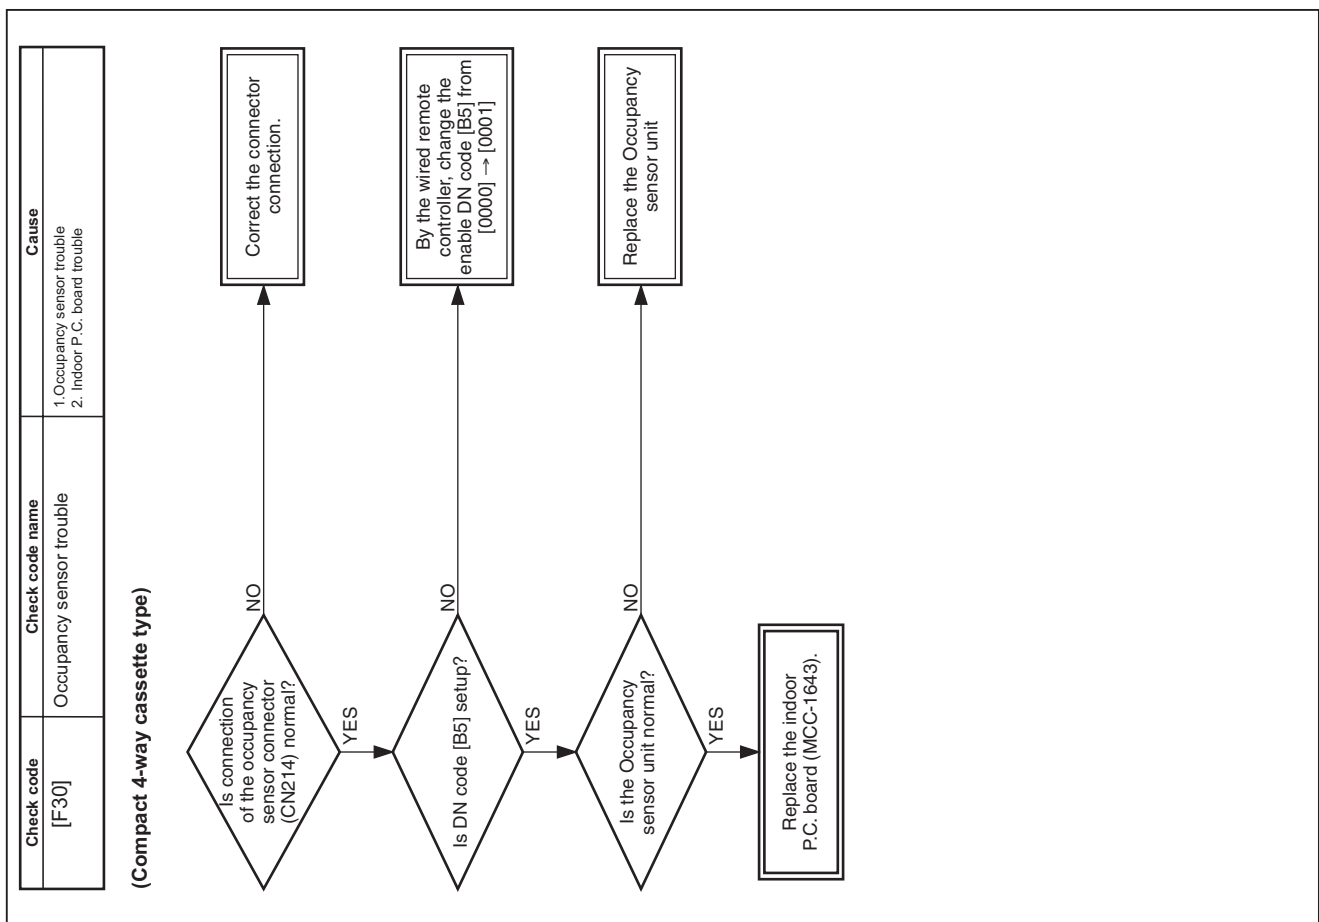 Check code
Check code name
Cause
[F30]
Occupancy sensor trouble
1.Occupancy sensor trouble
2. Indoor P.C. board trouble
(Compact 4-way cassette type)
Is connection
of the occupancy
sensor connector
(CN214) normal?
NO
Correct the connector
connection.
YES
Is DN code [B5] setup?
NO
By the wired remote
controller, change the
enable DN code [B5] from
[0000] → [0001]
YES
Is the Occupancy
sensor unit normal?
NO
Replace the Occupancy
sensor unit
YES
Replace the indoor
P.C. board (MCC-1643).